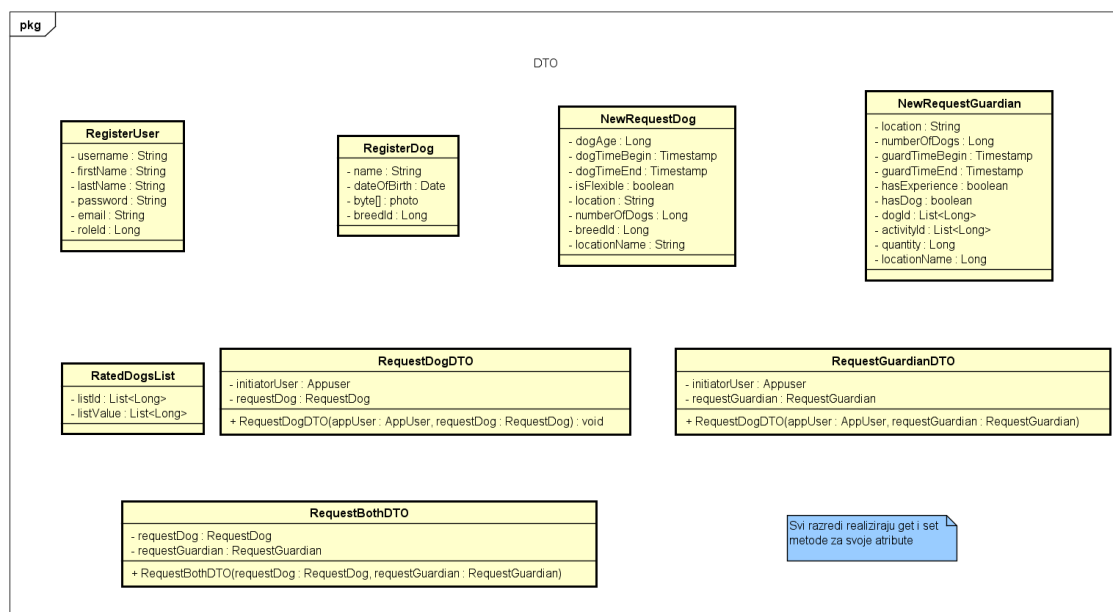 pkg
DTO
RegisterUser
- username : String
- firstName : String
- lastName : String
- password : String
- email : String
- roleId : Long
RegisterDog
- name : String
- dateOfBirth : Date
- byte[] : photo
- breedId : Long
NewRequestDog
- dogAge : Long
- dogTimeBegin : Timestamp
- dogTimeEnd : Timestamp
- isFlexible : boolean
- location : String
- numberOfDogs : Long
- breedId : Long
- locationName : String
NewRequestGuardian
- location : String
- numberOfDogs : Long
- guardTimeBegin : Timestamp
- guardTimeEnd : Timestamp
- hasExperience : boolean
- hasDog : boolean
- dogId : List<Long>
- activityId : List<Long>
- quantity : Long
- locationName : Long
RatedDogsList
- listId : List<Long>
- listValue : List<Long>
RequestDogDTO
- initiatorUser : Appuser
- requestDog : RequestDog
+ RequestDogDTO(appUser : AppUser, requestDog : RequestDog) : void
RequestGuardianDTO
- initiatorUser : Appuser
- requestGuardian : RequestGuardian
+ RequestDogDTO(appUser : AppUser, requestGuardian : RequestGuardian)
RequestBothDTO
- requestDog : RequestDog
- requestGuardian : RequestGuardian
+ RequestBothDTO(requestDog : RequestDog, requestGuardian : RequestGuardian)
Svi razredi realiziraju get i set
metode za svoje atribute